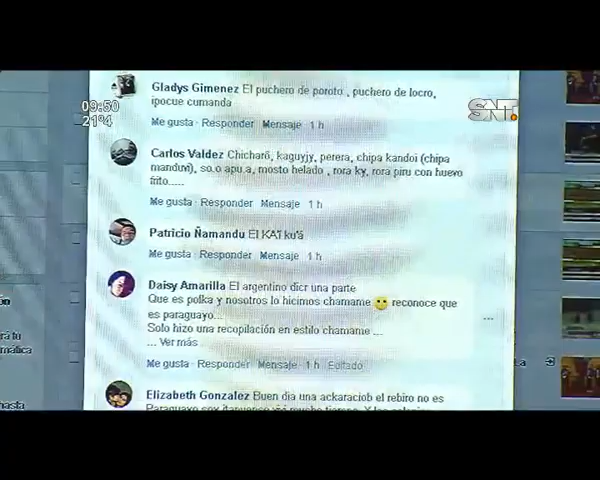 09:50
21°4
SNT
Gladys Gimenez El puchero de poroto , puchero de locro,
ipocue cumanda
Me gusta · Responder Mensaje · 1 h
Carlos Valdez Chicharõ, kaguyjy, perera, chipa kandoi (chipa
manduvi), so.o apu.a, mosto helado , rora ky, rora piru con huevo
frito.....
Me gusta · Responder Mensaje · 1 h
Patricio Ñamandu El KA'i ku'á
Me gusta · Responder Mensaje · 1 h
Daisy Amarilla El argentino dicr una parte
Que es polka y nosotros lo hicimos chamame 😀 reconoce que
es paraguayo...
Solo hizo una recopilación en estilo chamame ...
... Ver más
Me gusta · Responder · Mensaje · 1 h · Editado
Elizabeth Gonzalez Buen dia una ackaraciob el rebiro no es